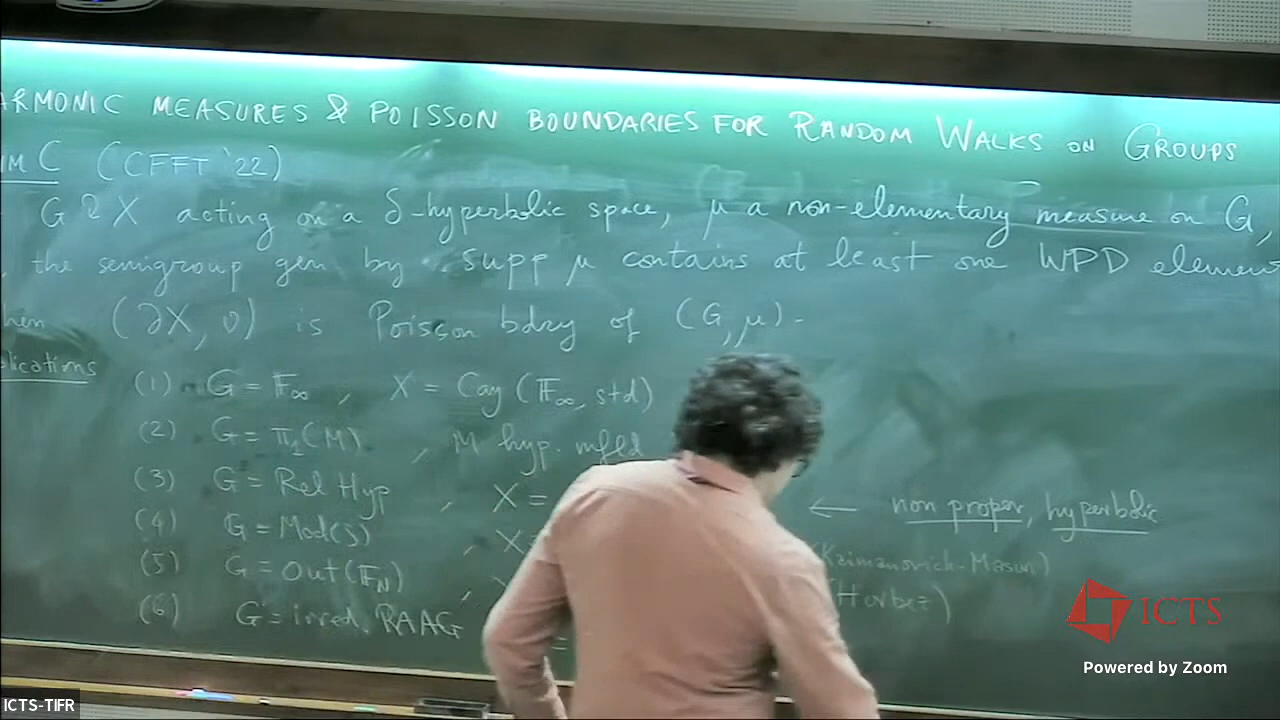 ARMONIC MEASURES & POISSON BOUNDARIES FOR RANDOM WALKS ON GROUPS
M C (CFFT '22)
G ↷ X acting on a δ-hyperbolic space, μ a non-elementary measure on G,
the semigroup gen by supp μ contains at least one WPD elemen
hen (∂X, ν) is Poisson bdry of (G, μ).
lications
(1) G = F∞, X = Cay (F∞, std)
(2) G = π₁(M), M hyp. mfld
(3) G = Rel Hyp, X = ← non proper, hyperbolic
(4) G = Mod(S), X = (Kaimanovich-Masur)
(5) G = Out(F_N), (Horbez)
(6) G = irred. RAAG =
ICTS
Powered by Zoom
ICTS-TIFR